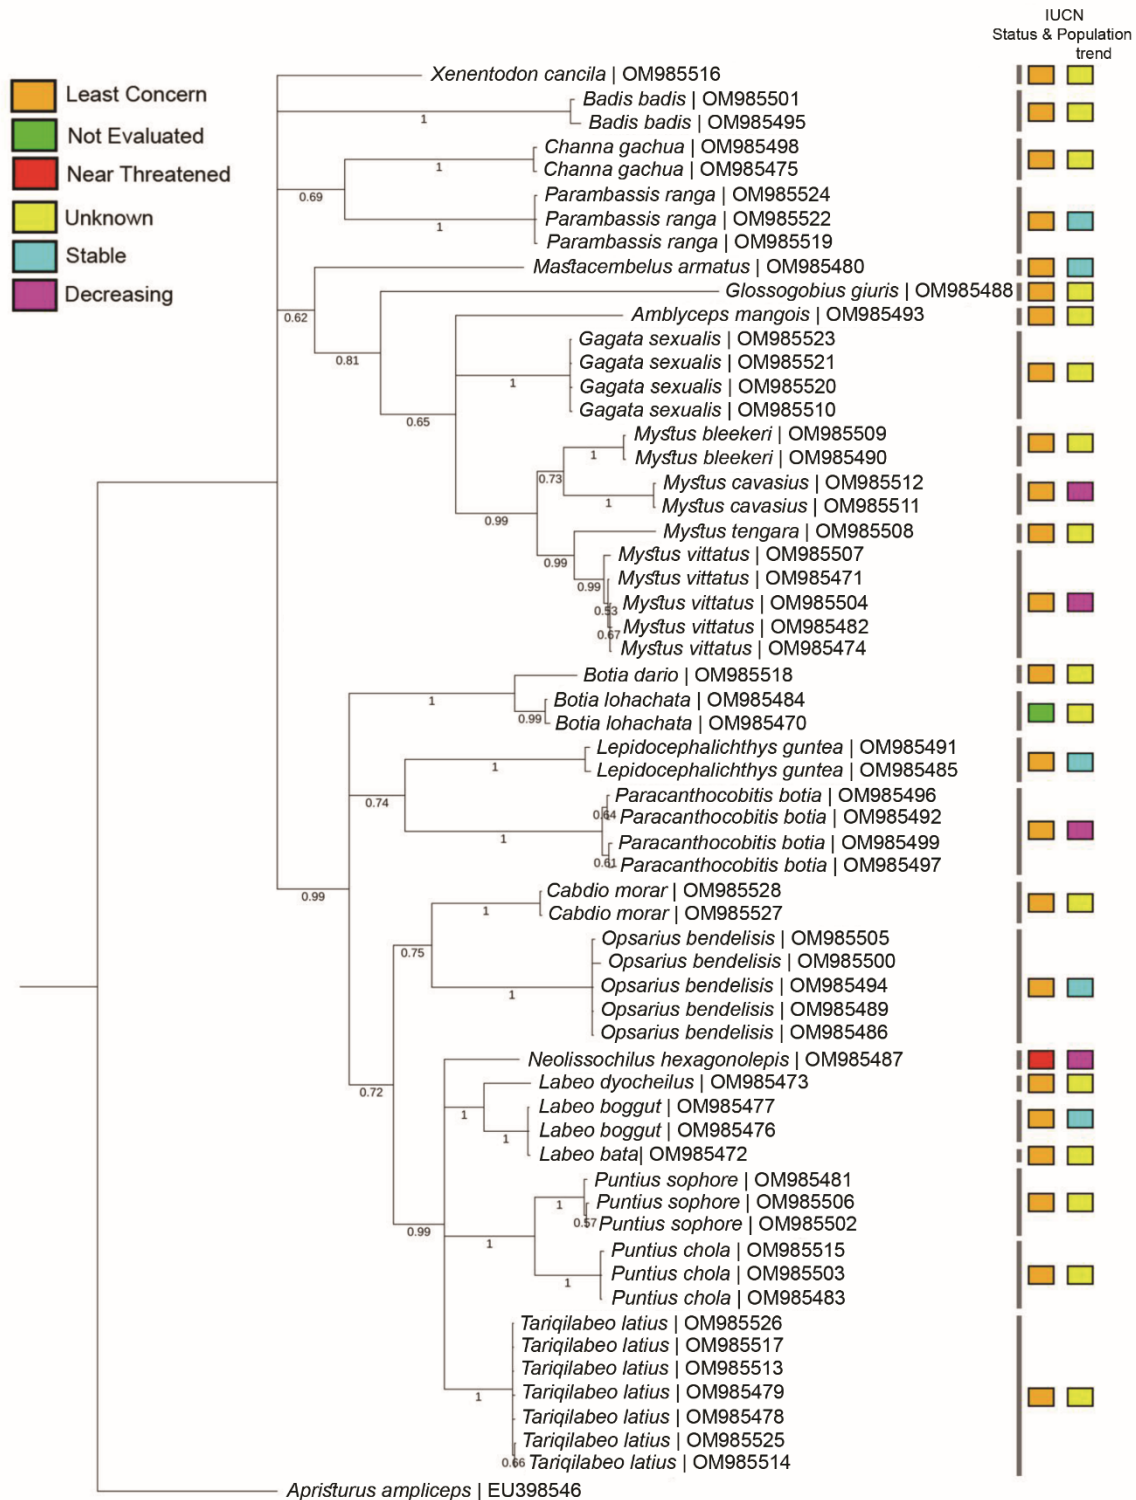 IUCN
Status & Population
trend
Least Concern
Not Evaluated
Near Threatened
Unknown
Stable
Decreasing
Xenentodon cancila | OM985516
Badis badis | OM985501
1
Badis badis | OM985495
Channa gachua | OM985498
1
Channa gachua | OM985475
0.69
Parambassis ranga | OM985524
1
Parambassis ranga | OM985522
Parambassis ranga | OM985519
Mastacembelus armatus | OM985480
Glossogobius giuris | OM985488
0.62
Amblyceps mangois | OM985493
Gagata sexualis | OM985523
0.81
Gagata sexualis | OM985521
1
Gagata sexualis | OM985520
Gagata sexualis | OM985510
0.65
Mystus bleekeri | OM985509
1
Mystus bleekeri | OM985490
0.73
Mystus cavasius | OM985512
1
Mystus cavasius | OM985511
0.99
Mystus tengara | OM985508
Mystus vittatus | OM985507
0.99
Mystus vittatus | OM985471
0.99
Mystus vittatus | OM985504
0.53
Mystus vittatus | OM985482
0.67
Mystus vittatus | OM985474
Botia dario | OM985518
1
Botia lohachata | OM985484
0.99
Botia lohachata | OM985470
Lepidocephalichthys guntea | OM985491
1
Lepidocephalichthys guntea | OM985485
0.74
Paracanthocobitis botia | OM985496
0.64
Paracanthocobitis botia | OM985492
1
Paracanthocobitis botia | OM985499
0.61
Paracanthocobitis botia | OM985497
0.99
Cabdio morar | OM985528
1
Cabdio morar | OM985527
0.75
Opsarius bendelisis | OM985505
Opsarius bendelisis | OM985500
1
Opsarius bendelisis | OM985494
Opsarius bendelisis | OM985489
Opsarius bendelisis | OM985486
Neolissochilus hexagonolepis | OM985487
0.72
Labeo dyocheilus | OM985473
1
Labeo boggut | OM985477
1
Labeo boggut | OM985476
Labeo bata| OM985472
Puntius sophore | OM985481
1
Puntius sophore | OM985506
0.57
Puntius sophore | OM985502
0.99
1
Puntius chola | OM985515
1
Puntius chola | OM985503
Puntius chola | OM985483
Tariqilabeo latius | OM985526
Tariqilabeo latius | OM985517
Tariqilabeo latius | OM985513
1
Tariqilabeo latius | OM985479
Tariqilabeo latius | OM985478
Tariqilabeo latius | OM985525
0.66
Tariqilabeo latius | OM985514
Apristurus ampliceps | EU398546